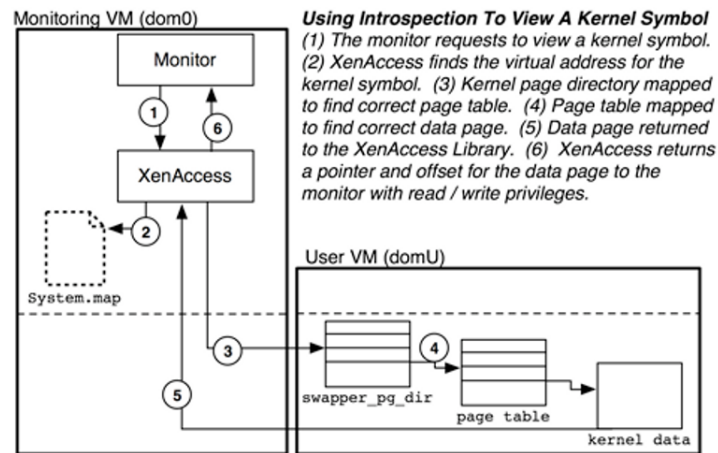 Monitoring VM (dom0)
Using Introspection To View A Kernel Symbol
(1) The monitor requests to view a kernel symbol.
(2) XenAccess finds the virtual address for the
kernel symbol. (3) Kernel page directory mapped
to find correct page table. (4) Page table mapped
to find correct data page. (5) Data page returned
to the XenAccess Library. (6) XenAccess returns
a pointer and offset for the data page to the
monitor with read / write privileges.
Monitor
1
6
XenAccess
2
System.map
User VM (domU)
3
4
swapper_pg_dir
page table
5
kernel data